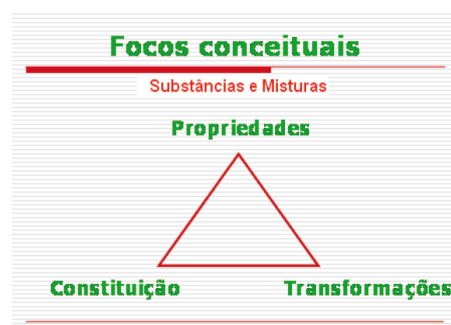 Focos conceituais
Substâncias e Misturas
Propriedades
Constituição Transformações